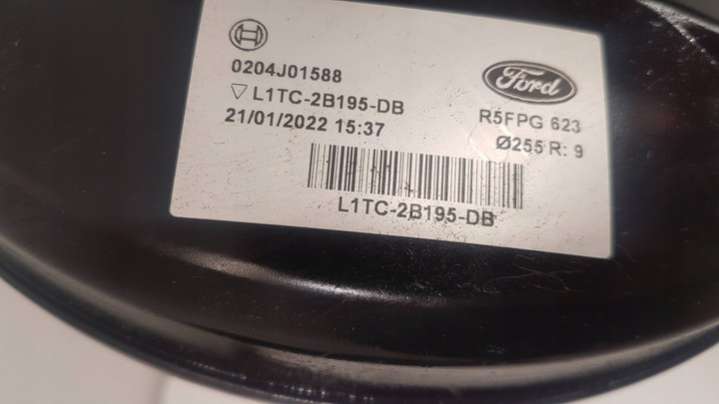 0204J01588
▽ L1TC-2B195-DB
21/01/2022 15:37
Ford
R5FPG 623
Ø255 R: 9
L1TC-2B195-DB